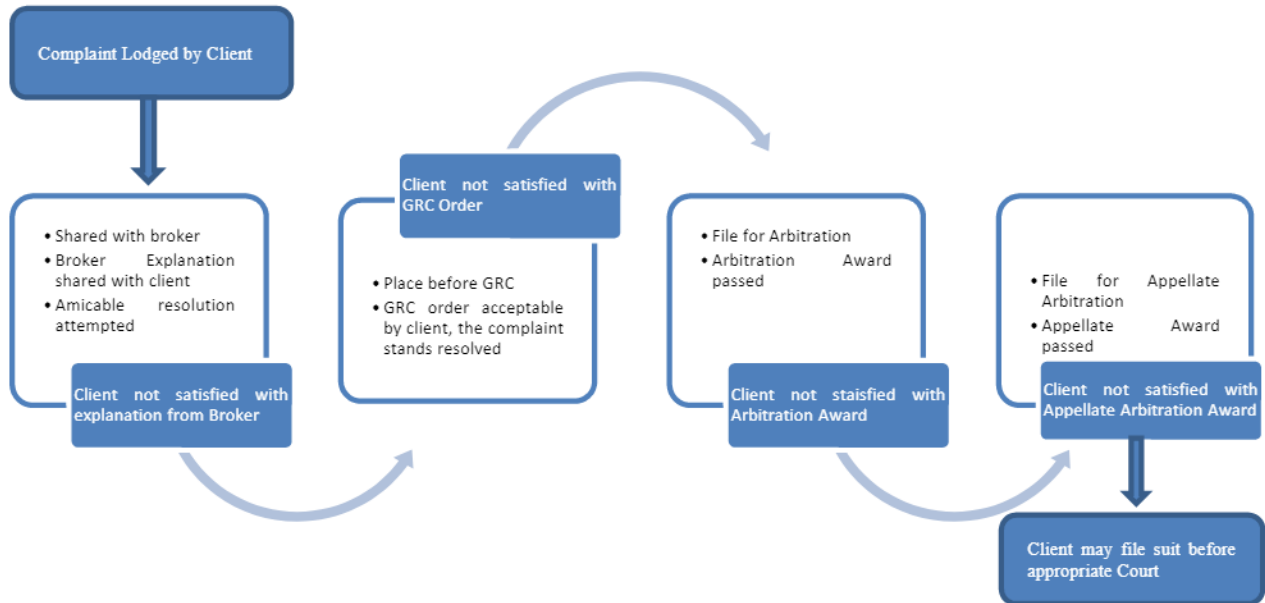 Complaint Lodged by Client
• Shared with broker
• Broker Explanation
shared with client
• Amicable resolution
attempted
Client not satisfied with
explanation from Broker
Client not satisfied with
GRC Order
• Place before GRC
• GRC order acceptable
by client, the complaint
stands resolved
• File for Arbitration
• Arbitration Award
passed
Client not staisfied with
Arbitration Award
• File for Appellate
Arbitration
• Appellate Award
passed
Client not satisfied with
Appellate Arbitration Award
Client may file suit before
appropriate Court